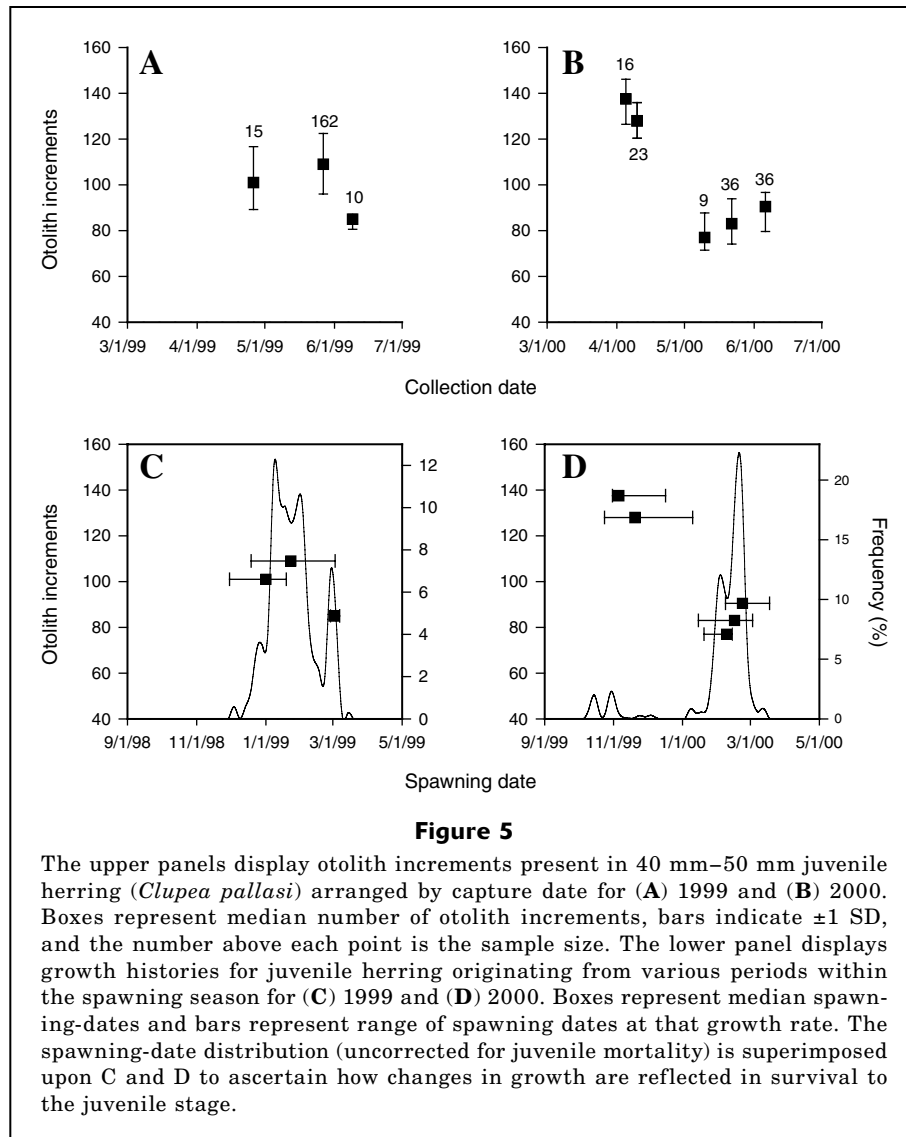 A
B
160
140
120
100
80
60
40
Otolith increments
15
162
10
3/1/99 4/1/99 5/1/99 6/1/99 7/1/99
160
140
120
100
80
60
40
16
23
9
36
36
3/1/00 4/1/00 5/1/00 6/1/00 7/1/00
Collection date
C
D
160
140
120
100
80
60
40
Otolith increments
12
10
8
6
4
2
0
9/1/98 11/1/98 1/1/99 3/1/99 5/1/99
160
140
120
100
80
60
40
20
15
10
5
0
Frequency (%)
9/1/99 11/1/99 1/1/00 3/1/00 5/1/00
Spawning date
Figure 5
The upper panels display otolith increments present in 40 mm–50 mm juvenile
herring (Clupea pallasi) arranged by capture date for (A) 1999 and (B) 2000.
Boxes represent median number of otolith increments, bars indicate ±1 SD,
and the number above each point is the sample size. The lower panel displays
growth histories for juvenile herring originating from various periods within
the spawning season for (C) 1999 and (D) 2000. Boxes represent median spawn-
ing-dates and bars represent range of spawning dates at that growth rate. The
spawning-date distribution (uncorrected for juvenile mortality) is superimposed
upon C and D to ascertain how changes in growth are reflected in survival to
the juvenile stage.